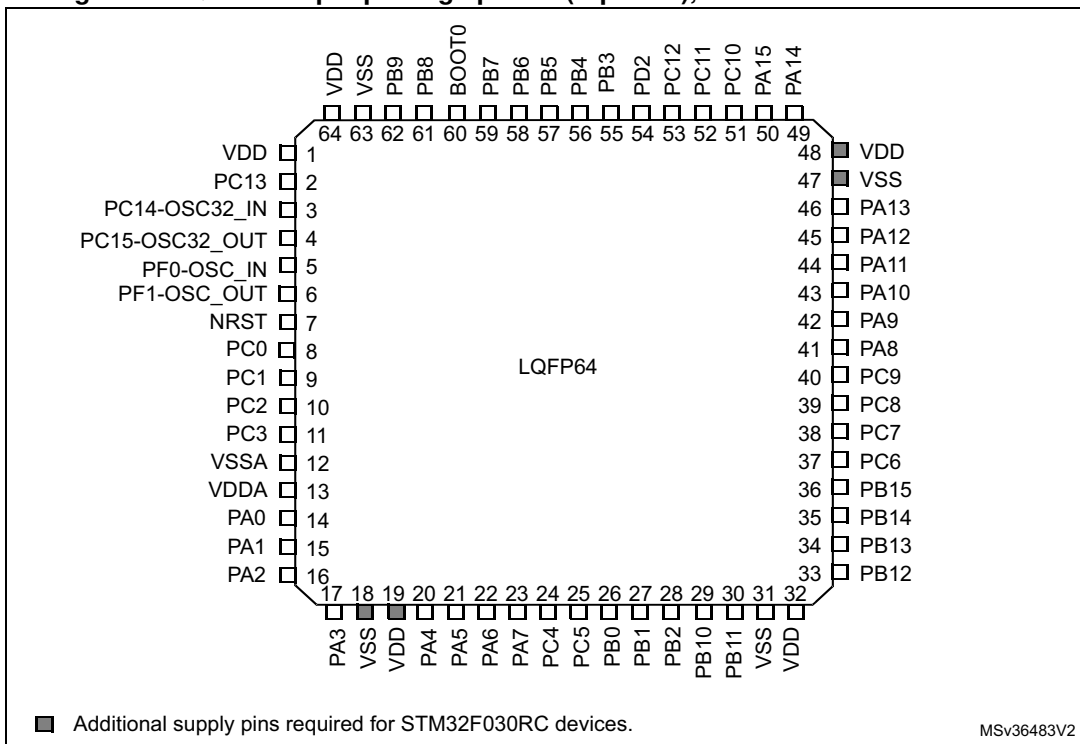 VDD
VSS
PB9
PB8
BOOT0
PB7
PB6
PB5
PB4
PB3
PD2
PC12
PC11
PC10
PA15
PA14
64 63 62 61 60 59 58 57 56 55 54 53 52 51 50 49
VDD 1
PC13 2
PC14-OSC32_IN 3
PC15-OSC32_OUT 4
PF0-OSC_IN 5
PF1-OSC_OUT 6
NRST 7
PC0 8
PC1 9
PC2 10
PC3 11
VSSA 12
VDDA 13
PA0 14
PA1 15
PA2 16
LQFP64
48 VDD
47 VSS
46 PA13
45 PA12
44 PA11
43 PA10
42 PA9
41 PA8
40 PC9
39 PC8
38 PC7
37 PC6
36 PB15
35 PB14
34 PB13
33 PB12
17 18 19 20 21 22 23 24 25 26 27 28 29 30 31 32
PA3
VSS
VDD
PA4
PA5
PA6
PA7
PC4
PC5
PB0
PB1
PB2
PB10
PB11
VSS
VDD
Additional supply pins required for STM32F030RC devices.
MSv36483V2